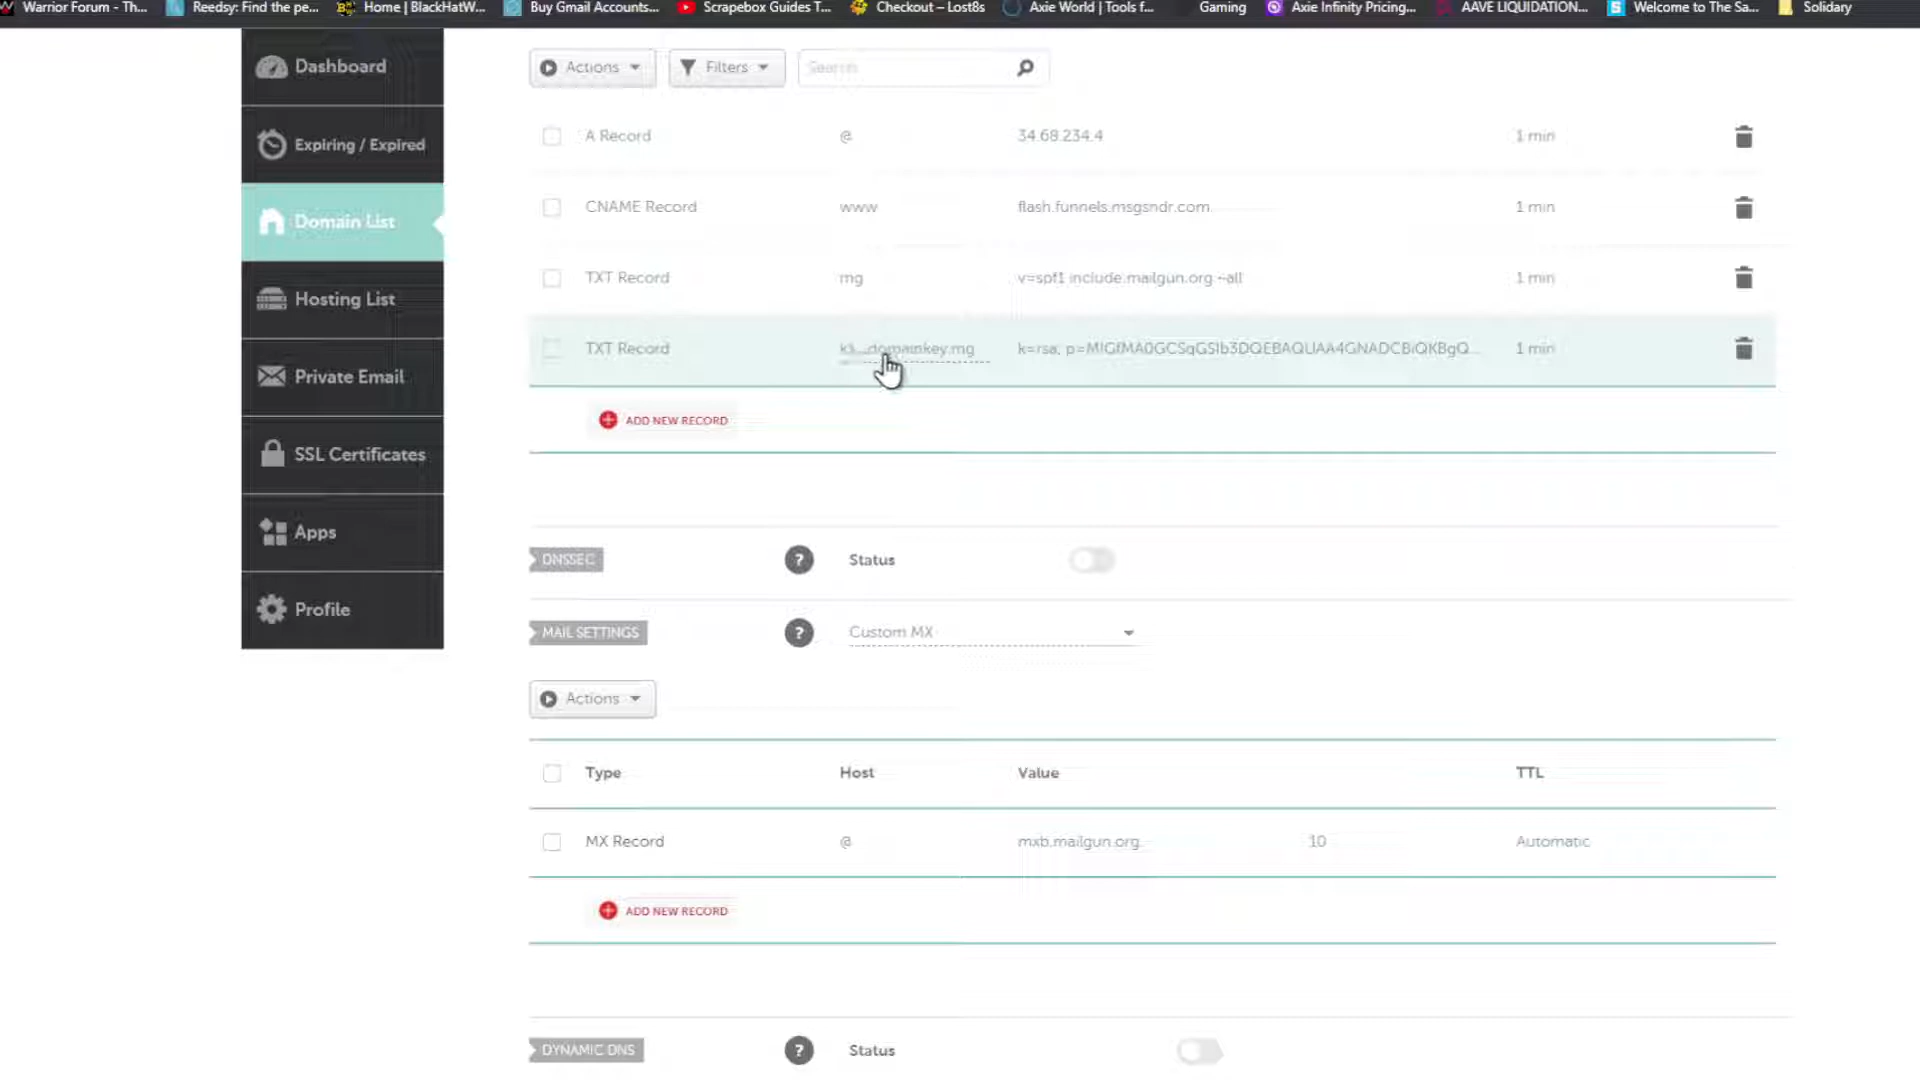 Warrior Forum - Th...
Reedsy: Find the pe...
Home | BlackHatW...
Buy Gmail Accounts...
Scrapebox Guides T...
Checkout – Lost8s
Axie World | Tools f...
Gaming
Axie Infinity Pricing...
AAVE LIQUIDATION...
Welcome to The Sa...
Solidary
Dashboard
Expiring / Expired
Domain List
Hosting List
Private Email
SSL Certificates
Apps
Profile
Actions
Filters
Search
A Record @ 34.68.234.4 1 min
CNAME Record www flash.funnels.msgsndr.com. 1 min
TXT Record mg v=spf1 include:mailgun.org ~all 1 min
TXT Record 1 min
ADD NEW RECORD
DNSSEC ? Status
MAIL SETTINGS ? Custom MX
Actions
Type Host Value TTL
MX Record @ mxb.mailgun.org. 10 Automatic
ADD NEW RECORD
DYNAMIC DNS ? Status